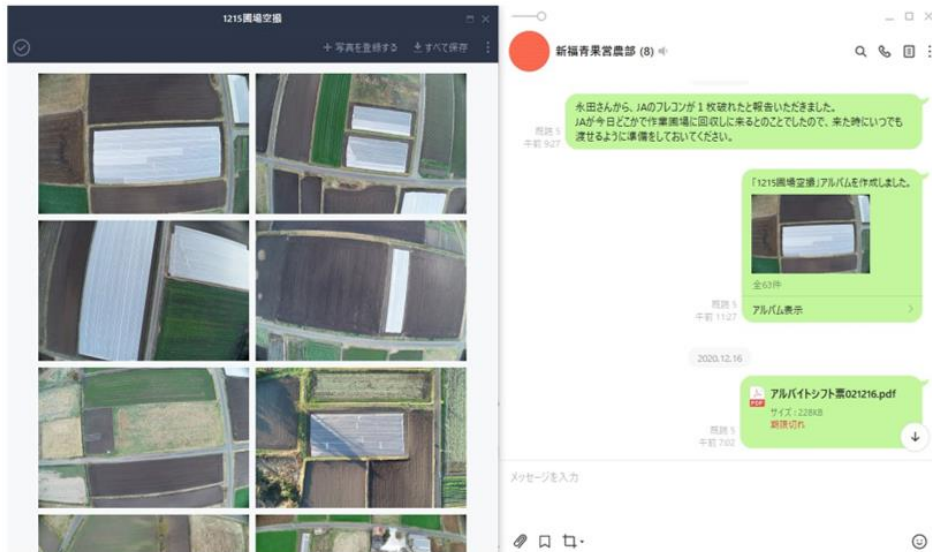 1215圃場空撮
+ 写真を登録する
すべて保存
新福青果営農部 (8)
永田さんから、JAのフレコンが1枚破れたと報告いただきました。
JAが今日どこかで作業圃場に回収しに来るとのことでしたので、来た時にいつでも
渡せるように準備をしておいてください。
既読 5
午前 9:27
「1215圃場空撮」アルバムを作成しました。
全63件
アルバム表示
既読 5
午前 11:27
2020.12.16
PDF
アルバイトシフト票021216.pdf
サイズ : 228KB
期限切れ
既読 5
午前 7:02
メッセージを入力